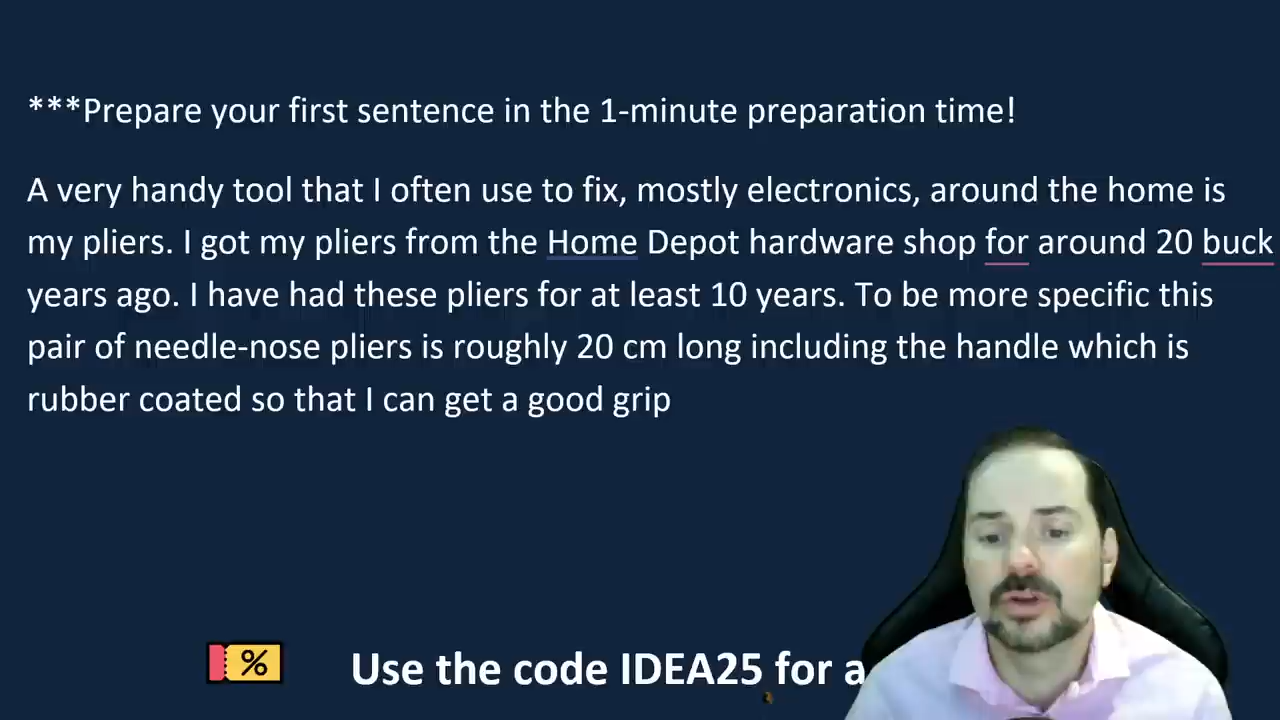 ***Prepare your first sentence in the 1-minute preparation time!
A very handy tool that I often use to fix, mostly electronics, around the home is
my pliers. I got my pliers from the Home Depot hardware shop for around 20 buck
years ago. I have had these pliers for at least 10 years. To be more specific this
pair of needle-nose pliers is roughly 20 cm long including the handle which is
rubber coated so that I can get a good grip
% Use the code IDEA25 for a